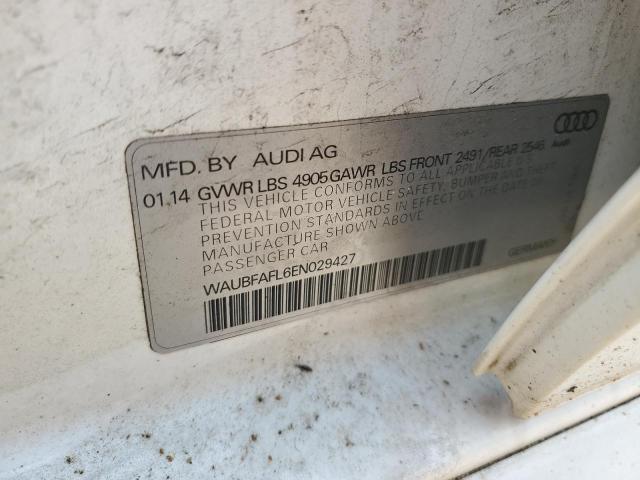 MFD. BY AUDI AG
Audi
01.14 GVWR LBS 4905 GAWR LBS FRONT 2491/REAR 2546
THIS VEHICLE CONFORMS TO ALL APPLICABLE U.S.
FEDERAL MOTOR VEHICLE SAFETY, BUMPER AND THEFT
PREVENTION STANDARDS IN EFFECT ON THE DATE OF
MANUFACTURE SHOWN ABOVE
PASSENGER CAR
GERMANY
WAUBFAFL6EN029427